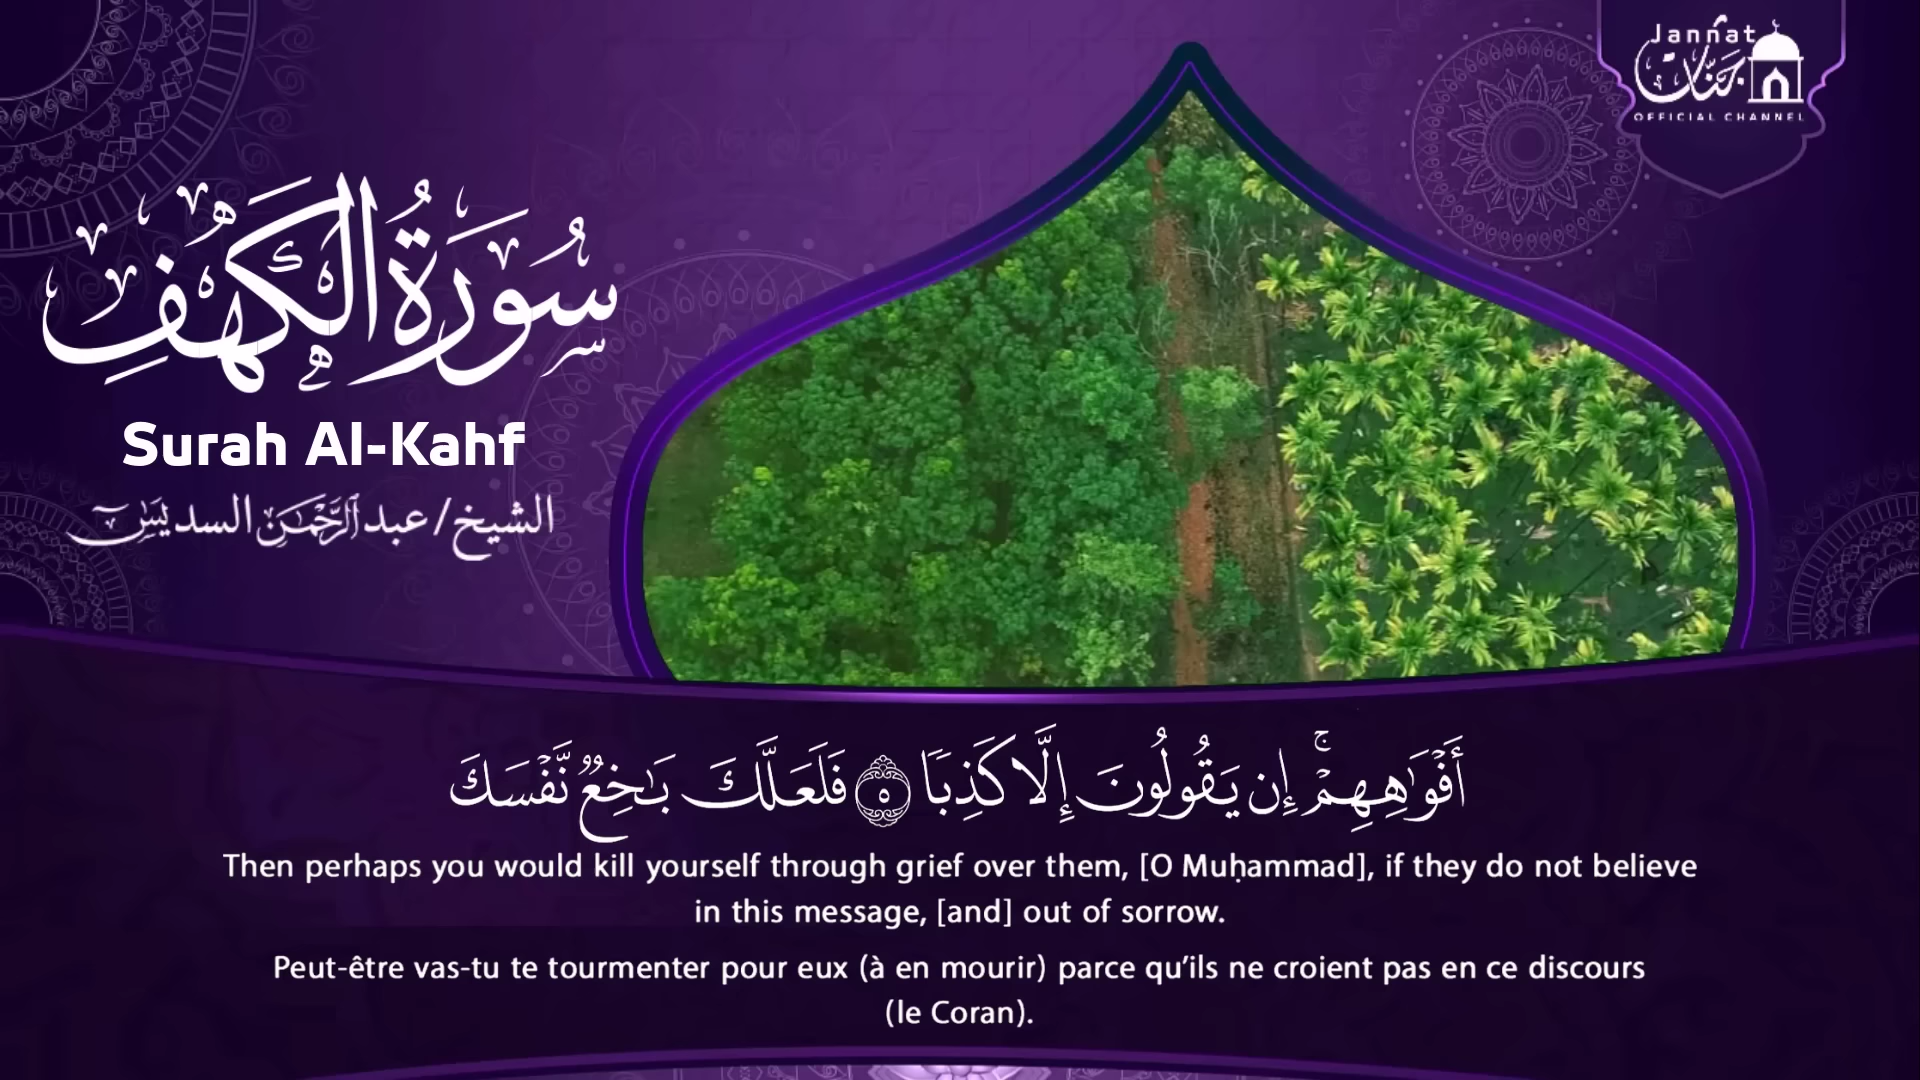 Jannat
جنّات
OFFICIAL CHANNEL
سُورَةُ الكَهْفِ
Surah Al-Kahf
الشيخ / عبد الرَّحْمَٰن السديس
أَفْوَٰهِهِمْ ۚ إِن يَقُولُونَ إِلَّا كَذِبًا ٥ فَلَعَلَّكَ بَـٰخِعٌ نَّفْسَكَ
Then perhaps you would kill yourself through grief over them, [O Muḥammad], if they do not believe
in this message, [and] out of sorrow.
Peut-être vas-tu te tourmenter pour eux (à en mourir) parce qu’ils ne croient pas en ce discours
(le Coran).